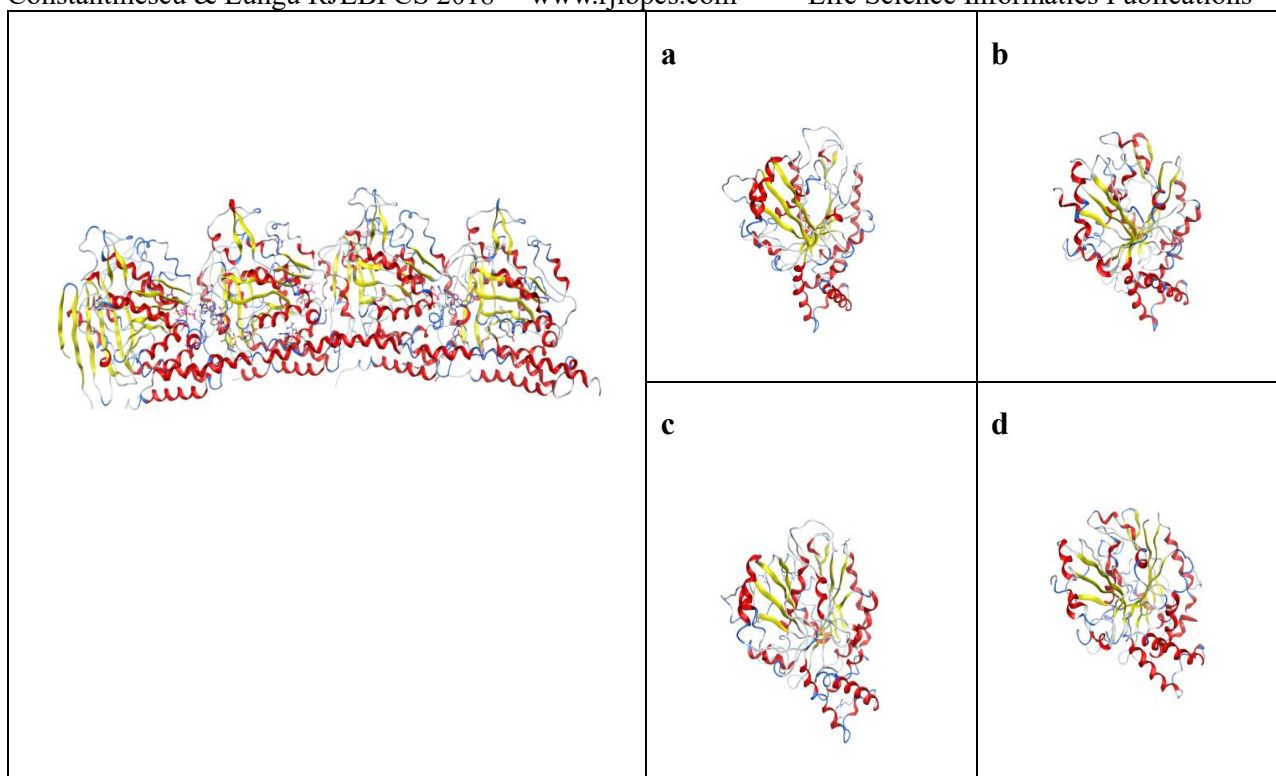 Constantinescu & Lungu RJLBPCS 2018 www.rjlbpcs.com Life Science Informatics Publications
a
b
c
d